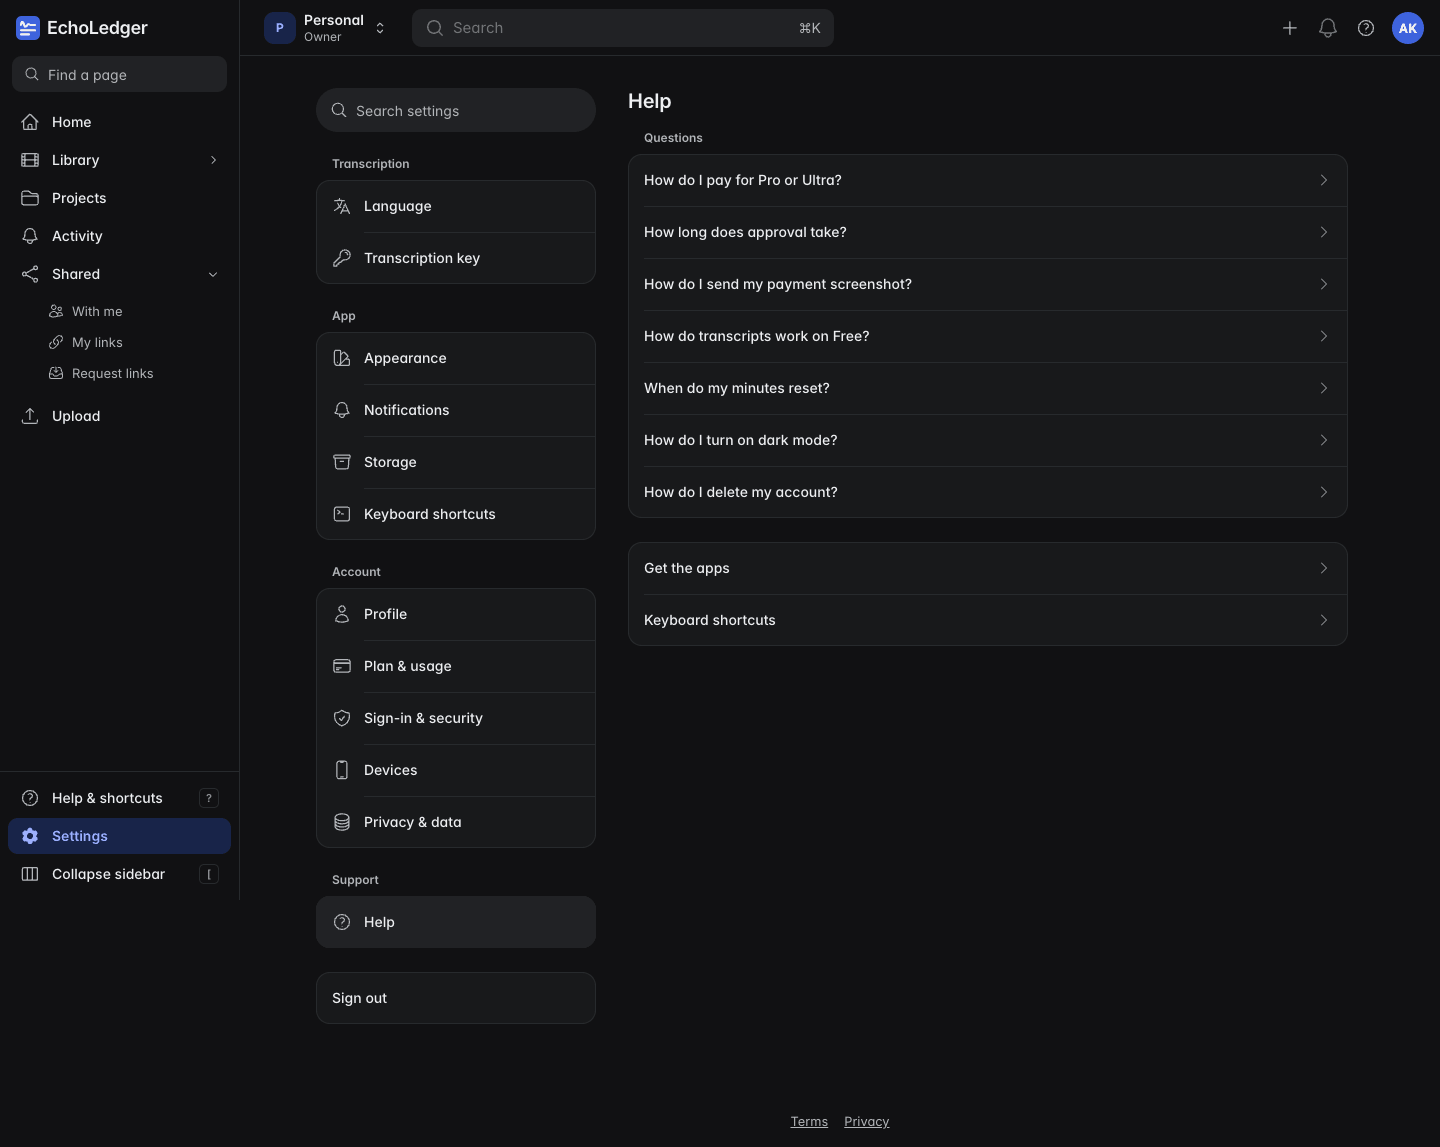 EchoLedger
Find a page
Home
Library
Projects
Activity
Shared
With me
My links
Request links
Upload
Help & shortcuts ?
Settings
Collapse sidebar [
P
Personal
Owner
Search ⌘K
AK
Search settings
Transcription
Language
Transcription key
App
Appearance
Notifications
Storage
Keyboard shortcuts
Account
Profile
Plan & usage
Sign-in & security
Devices
Privacy & data
Support
Help
Sign out
Help
Questions
How do I pay for Pro or Ultra?
How long does approval take?
How do I send my payment screenshot?
How do transcripts work on Free?
When do my minutes reset?
How do I turn on dark mode?
How do I delete my account?
Get the apps
Keyboard shortcuts
Terms Privacy